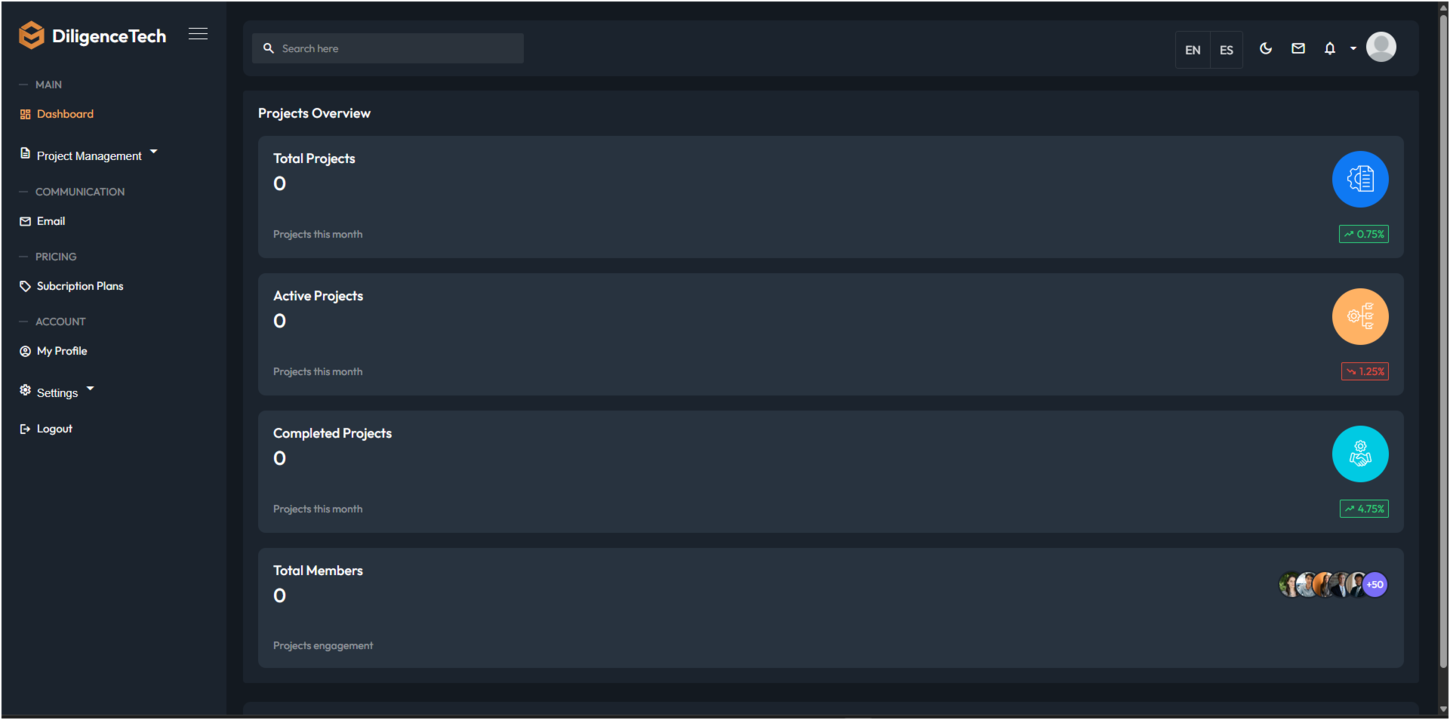 DiligenceTech
MAIN
Dashboard
Project Management
COMMUNICATION
Email
PRICING
Subcription Plans
ACCOUNT
My Profile
Settings
Logout
Search here
EN ES
Projects Overview
Total Projects
0
Projects this month
0.75%
Active Projects
0
Projects this month
1.25%
Completed Projects
0
Projects this month
4.75%
Total Members
0
+50
Projects engagement